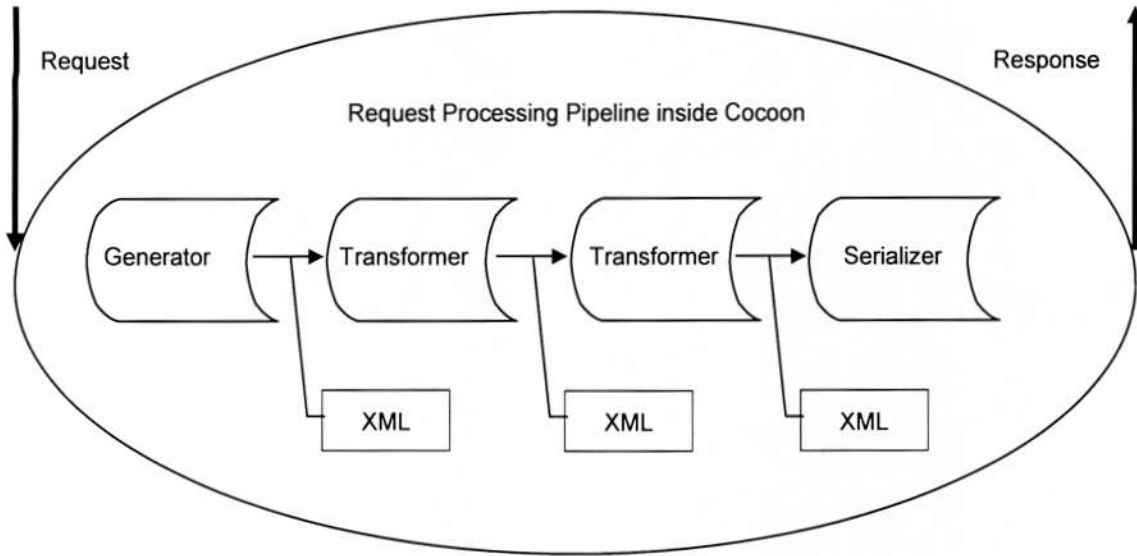 Request
Response
Request Processing Pipeline inside Cocoon
Generator
Transformer
Transformer
Serializer
XML
XML
XML